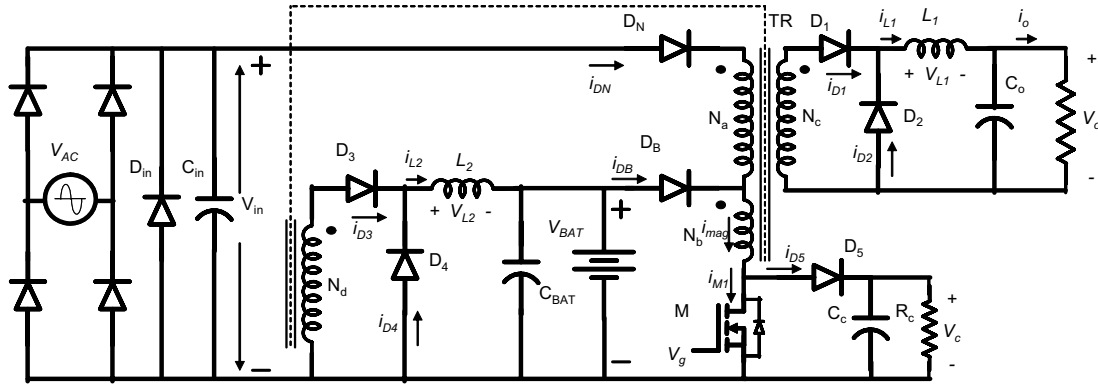 D_N
TR
D_1
i_L1
L_1
i_o
+
i_DN
+ V_L1 -
i_D1
C_o
+
V_o
-
N_a
N_c
D_2
i_D2
V_AC
D_in
C_in
+
V_in
-
D_3
i_L2
L_2
i_DB
D_B
+ V_L2 -
i_D3
V_BAT
+
-
N_b
i_mag
N_d
D_4
i_D4
C_BAT
i_M1
i_D5
D_5
M
V_g
C_c
R_c
+
V_c
-